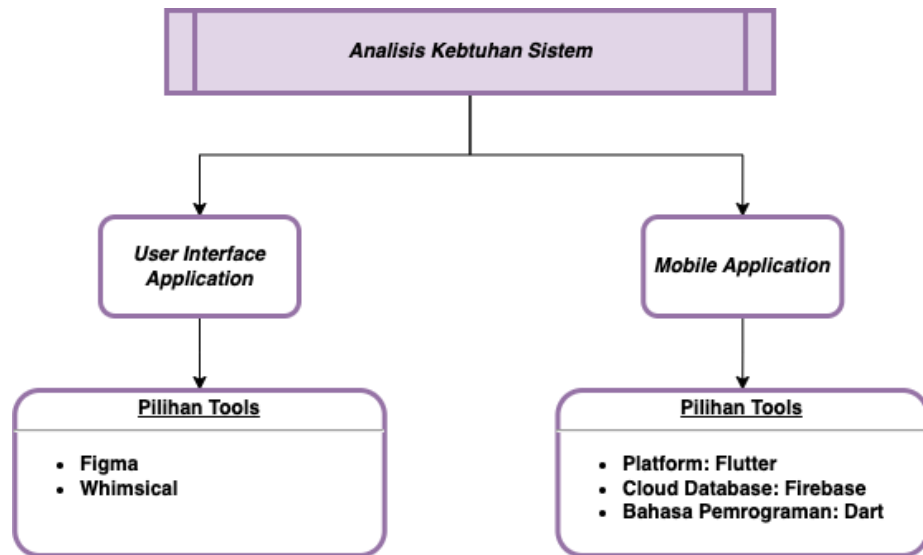 Analisis Kebtuhan Sistem
User Interface
Application
Mobile Application
Pilihan Tools
• Figma
• Whimsical
Pilihan Tools
• Platform: Flutter
• Cloud Database: Firebase
• Bahasa Pemrograman: Dart